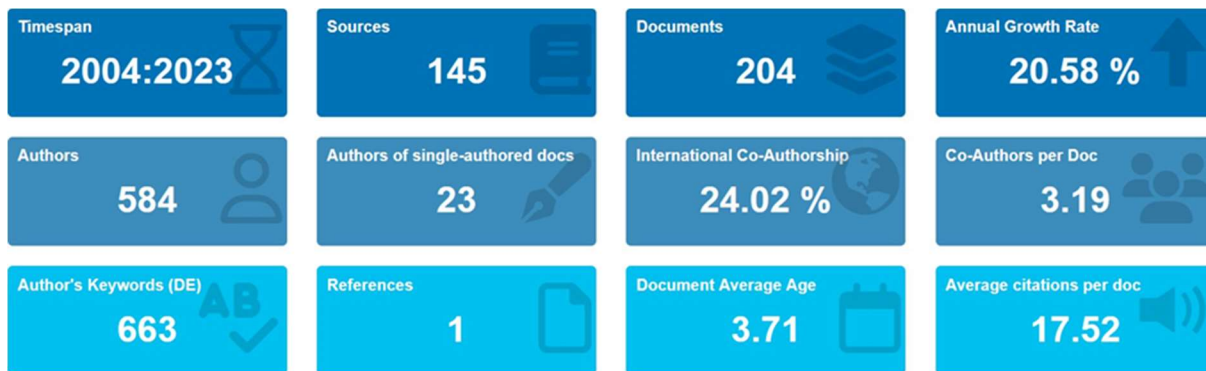 Timespan
2004:2023
Sources
145
Documents
204
Annual Growth Rate
20.58 %
Authors
584
Authors of single-authored docs
23
International Co-Authorship
24.02 %
Co-Authors per Doc
3.19
Author's Keywords (DE)
AB
663
References
1
Document Average Age
3.71
Average citations per doc
17.52